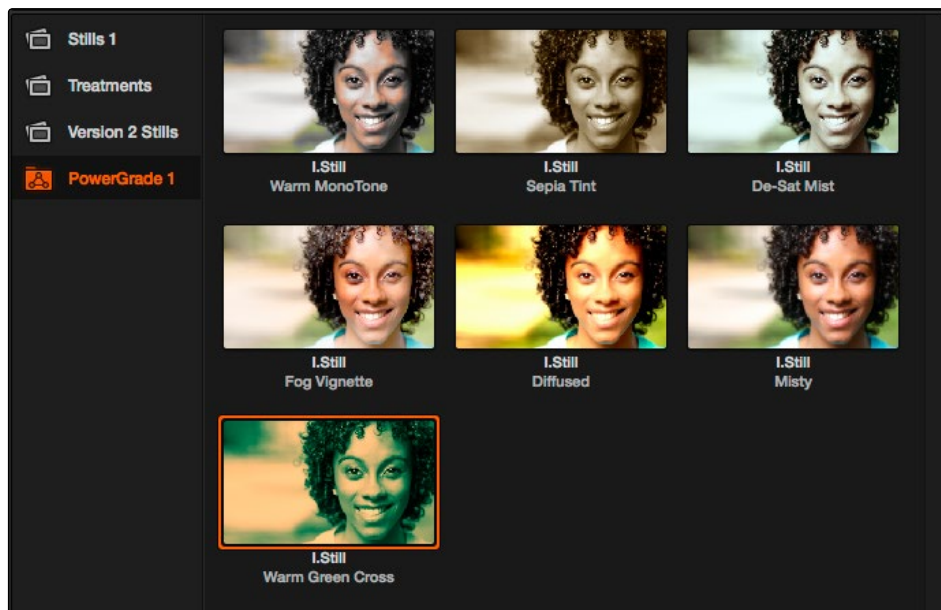 Stills 1
Treatments
Version 2 Stills
PowerGrade 1
I.Still
Warm MonoTone
I.Still
Sepia Tint
I.Still
De-Sat Mist
I.Still
Fog Vignette
I.Still
Diffused
I.Still
Misty
I.Still
Warm Green Cross